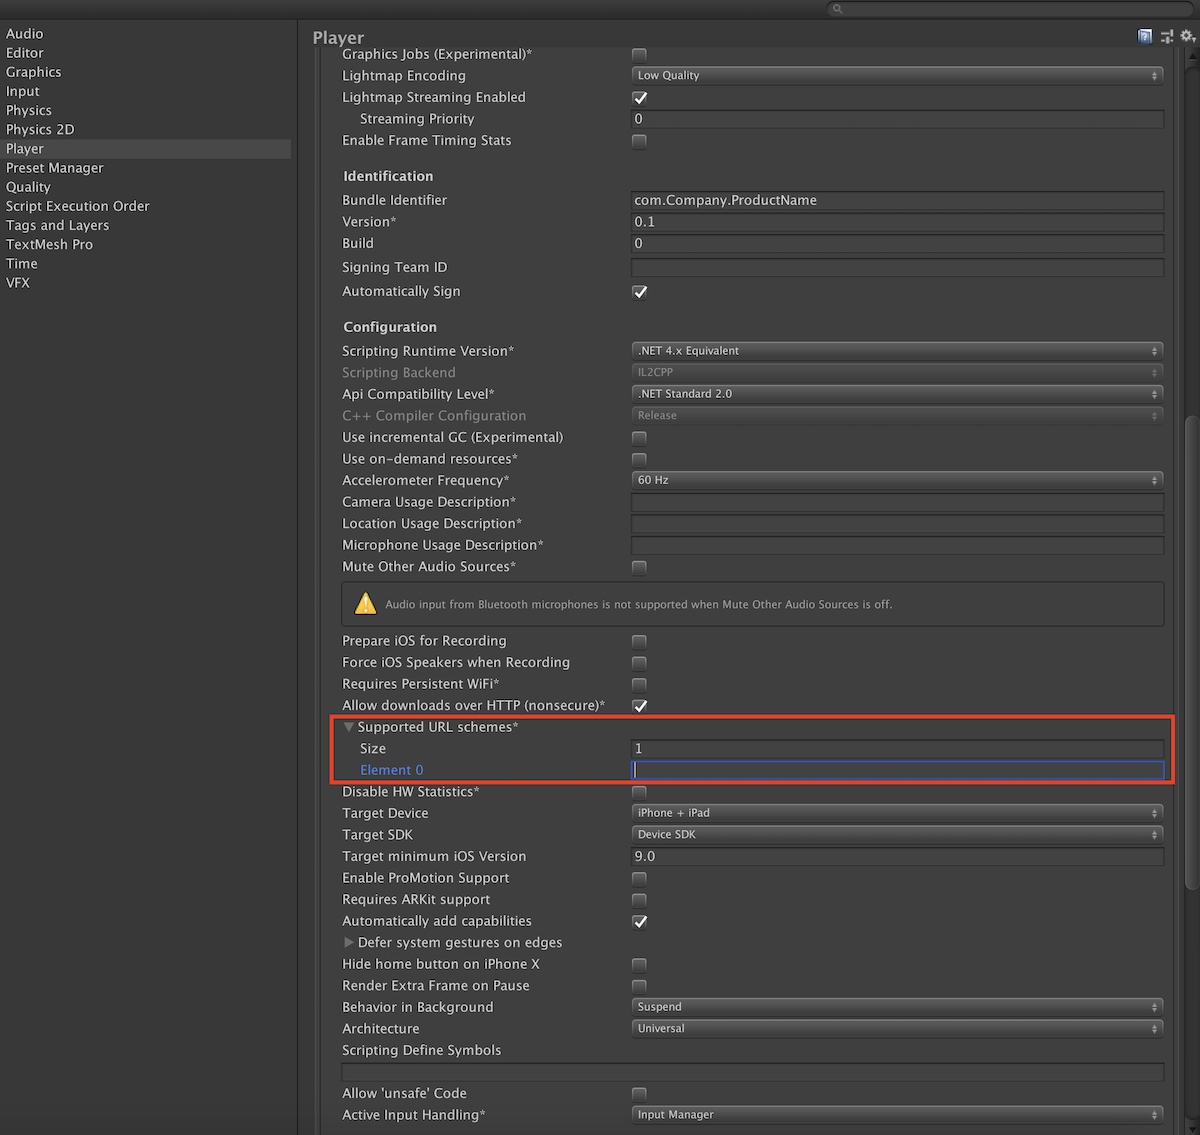 Audio
Editor
Graphics
Input
Physics
Physics 2D
Player
Preset Manager
Quality
Script Execution Order
Tags and Layers
TextMesh Pro
Time
VFX
Player
Graphics Jobs (Experimental)*
Lightmap Encoding Low Quality
Lightmap Streaming Enabled
Streaming Priority 0
Enable Frame Timing Stats
Identification
Bundle Identifier com.Company.ProductName
Version* 0.1
Build 0
Signing Team ID
Automatically Sign
Configuration
Scripting Runtime Version* .NET 4.x Equivalent
Scripting Backend IL2CPP
Api Compatibility Level* .NET Standard 2.0
C++ Compiler Configuration Release
Use incremental GC (Experimental)
Use on-demand resources*
Accelerometer Frequency* 60 Hz
Camera Usage Description*
Location Usage Description*
Microphone Usage Description*
Mute Other Audio Sources*
Audio input from Bluetooth microphones is not supported when Mute Other Audio Sources is off.
Prepare iOS for Recording
Force iOS Speakers when Recording
Requires Persistent WiFi*
Allow downloads over HTTP (nonsecure)*
Supported URL schemes*
Size 1
Element 0
Disable HW Statistics*
Target Device iPhone + iPad
Target SDK Device SDK
Target minimum iOS Version 9.0
Enable ProMotion Support
Requires ARKit support
Automatically add capabilities
Defer system gestures on edges
Hide home button on iPhone X
Render Extra Frame on Pause
Behavior in Background Suspend
Architecture Universal
Scripting Define Symbols
Allow 'unsafe' Code
Active Input Handling* Input Manager